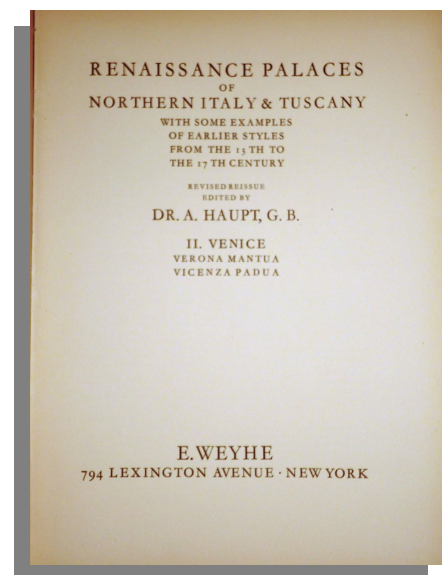 RENAISSANCE PALACES
OF
NORTHERN ITALY & TUSCANY
WITH SOME EXAMPLES
OF EARLIER STYLES
FROM THE 13 TH TO
THE 17 TH CENTURY
REVISED REISSUE
EDITED BY
DR. A. HAUPT, G. B.
II. VENICE
VERONA MANTUA
VICENZA PADUA
E. WEYHE
794 LEXINGTON AVENUE · NEW YORK